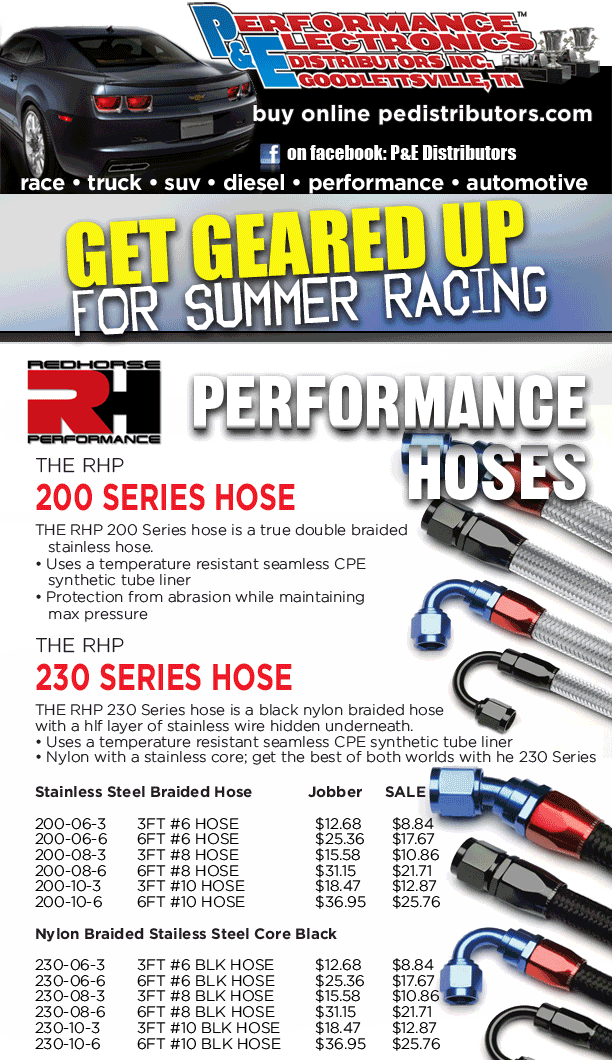 PERFORMANCE™
P&E ELECTRONICS
DISTRIBUTORS INC.
GOODLETTSVILLE, TN
SEMA
buy online pedistributors.com
f on facebook: P&E Distributors
race • truck • suv • diesel • performance • automotive
GET GEARED UP
FOR SUMMER RACING
REDHORSE
RH
PERFORMANCE
PERFORMANCE
HOSES
THE RHP
200 SERIES HOSE
THE RHP 200 Series hose is a true double braided
stainless hose.
• Uses a temperature resistant seamless CPE
synthetic tube liner
• Protection from abrasion while maintaining
max pressure
THE RHP
230 SERIES HOSE
THE RHP 230 Series hose is a black nylon braided hose
with a hlf layer of stainless wire hidden underneath.
• Uses a temperature resistant seamless CPE synthetic tube liner
• Nylon with a stainless core; get the best of both worlds with he 230 Series
Stainless Steel Braided Hose Jobber SALE
200-06-3 3FT #6 HOSE $12.68 $8.84
200-06-6 6FT #6 HOSE $25.36 $17.67
200-08-3 3FT #8 HOSE $15.58 $10.86
200-08-6 6FT #8 HOSE $31.15 $21.71
200-10-3 3FT #10 HOSE $18.47 $12.87
200-10-6 6FT #10 HOSE $36.95 $25.76
Nylon Braided Stailess Steel Core Black
230-06-3 3FT #6 BLK HOSE $12.68 $8.84
230-06-6 6FT #6 BLK HOSE $25.36 $17.67
230-08-3 3FT #8 BLK HOSE $15.58 $10.86
230-08-6 6FT #8 BLK HOSE $31.15 $21.71
230-10-3 3FT #10 BLK HOSE $18.47 $12.87
230-10-6 6FT #10 BLK HOSE $36.95 $25.76